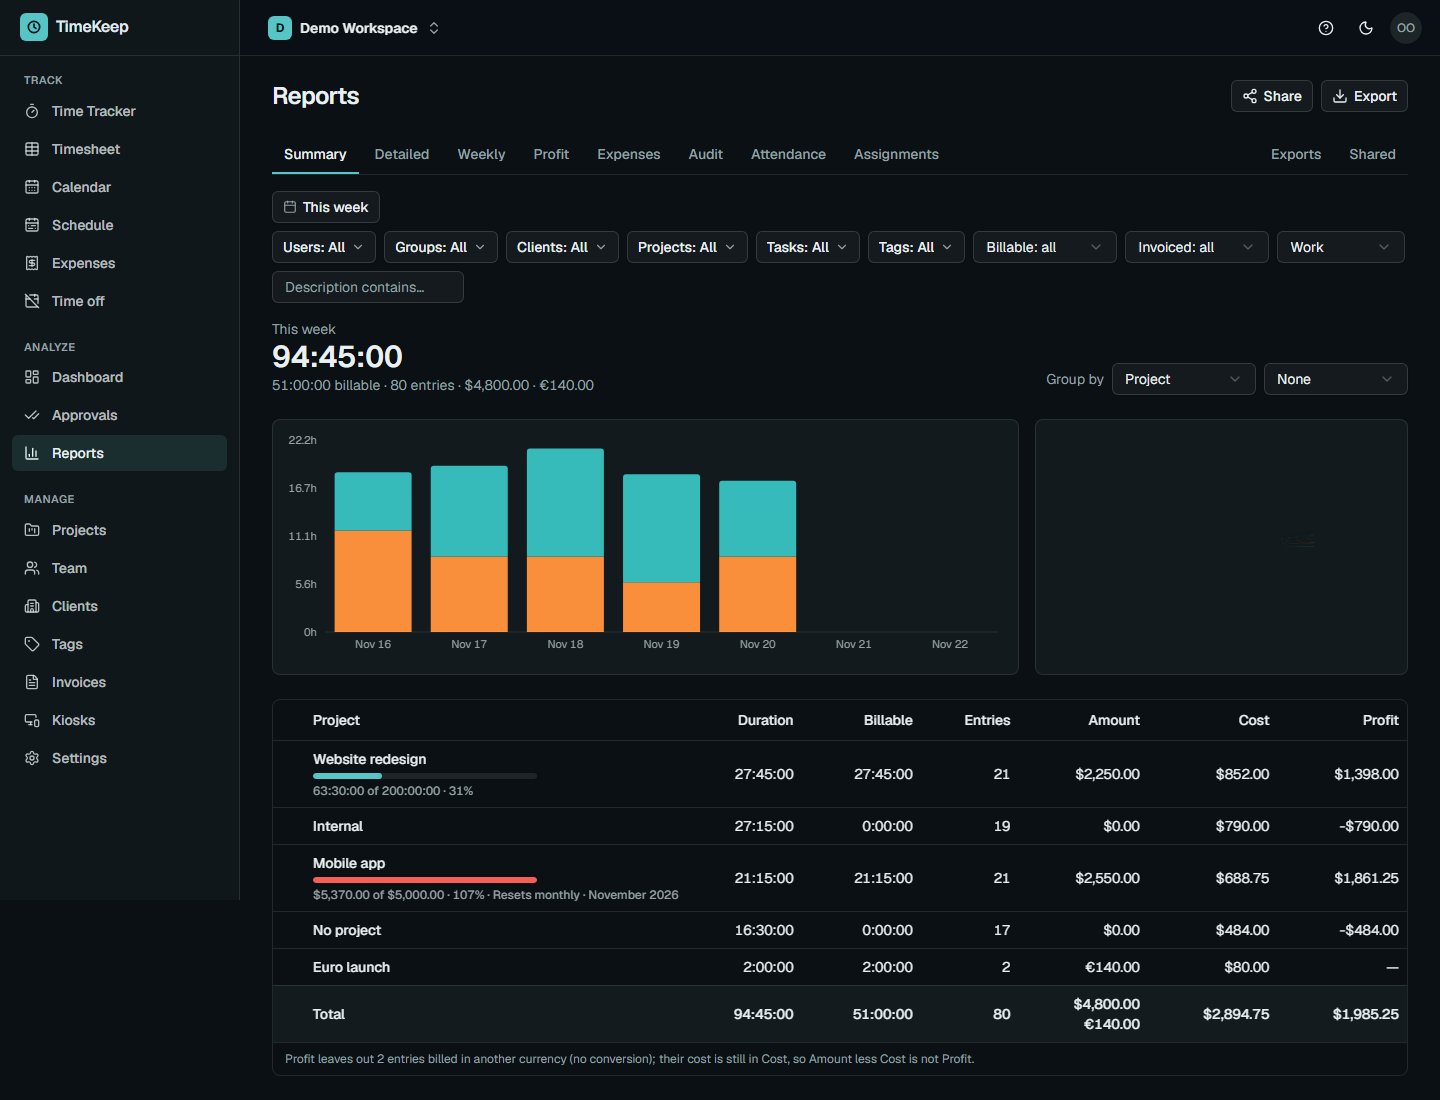 TimeKeep
D Demo Workspace
OO
TRACK
Time Tracker
Timesheet
Calendar
Schedule
Expenses
Time off
ANALYZE
Dashboard
Approvals
Reports
MANAGE
Projects
Team
Clients
Tags
Invoices
Kiosks
Settings
Reports
Share Export
Summary Detailed Weekly Profit Expenses Audit Attendance Assignments Exports Shared
This week
Users: All Groups: All Clients: All Projects: All Tasks: All Tags: All Billable: all Invoiced: all Work
Description contains...
This week
94:45:00
51:00:00 billable · 80 entries · $4,800.00 · €140.00
Group by Project None
22.2h
16.7h
11.1h
5.6h
0h
Nov 16 Nov 17 Nov 18 Nov 19 Nov 20 Nov 21 Nov 22
Project Duration Billable Entries Amount Cost Profit
Website redesign
63:30:00 of 200:00:00 · 31%
27:45:00 27:45:00 21 $2,250.00 $852.00 $1,398.00
Internal 27:15:00 0:00:00 19 $0.00 $790.00 -$790.00
Mobile app
$5,370.00 of $5,000.00 · 107% · Resets monthly · November 2026
21:15:00 21:15:00 21 $2,550.00 $688.75 $1,861.25
No project 16:30:00 0:00:00 17 $0.00 $484.00 -$484.00
Euro launch 2:00:00 2:00:00 2 €140.00 $80.00 —
Total 94:45:00 51:00:00 80 $4,800.00 €140.00 $2,894.75 $1,985.25
Profit leaves out 2 entries billed in another currency (no conversion); their cost is still in Cost, so Amount less Cost is not Profit.